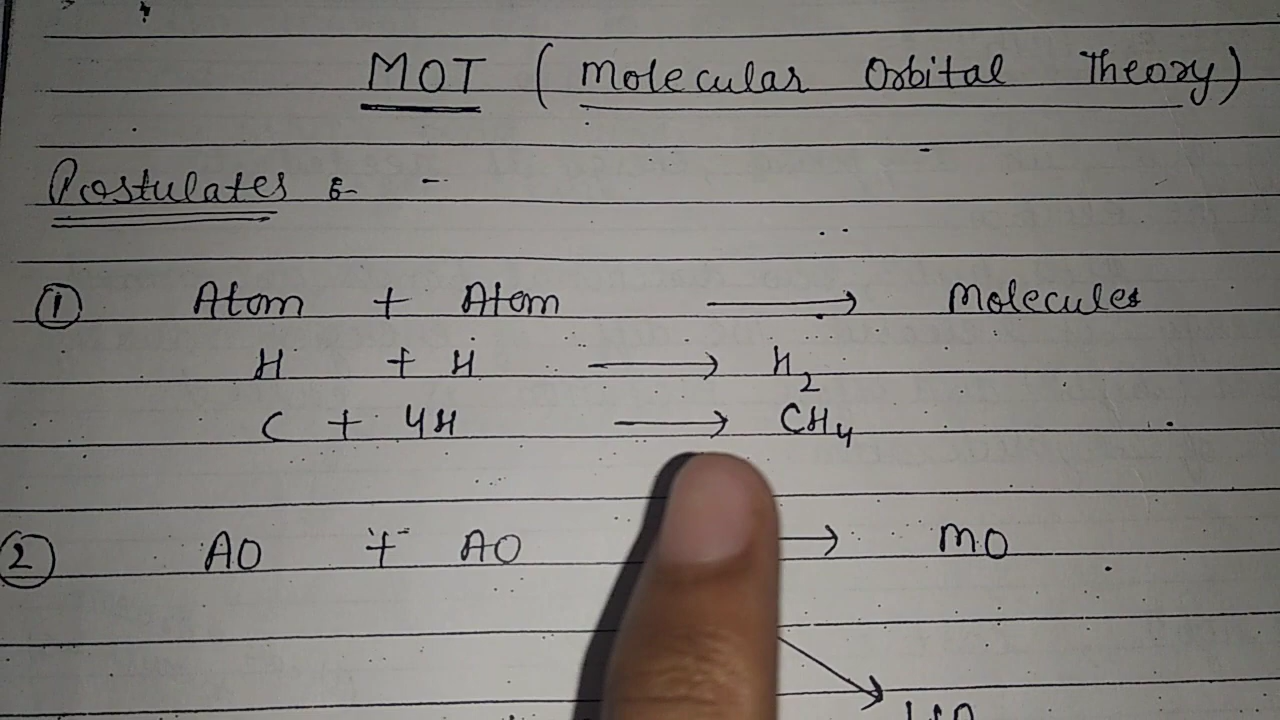 MOT (Molecular Orbital Theory)
Postulates :-
① Atom + Atom → Molecules
H + H → H₂
C + 4H → CH₄
② AO + AO → MO